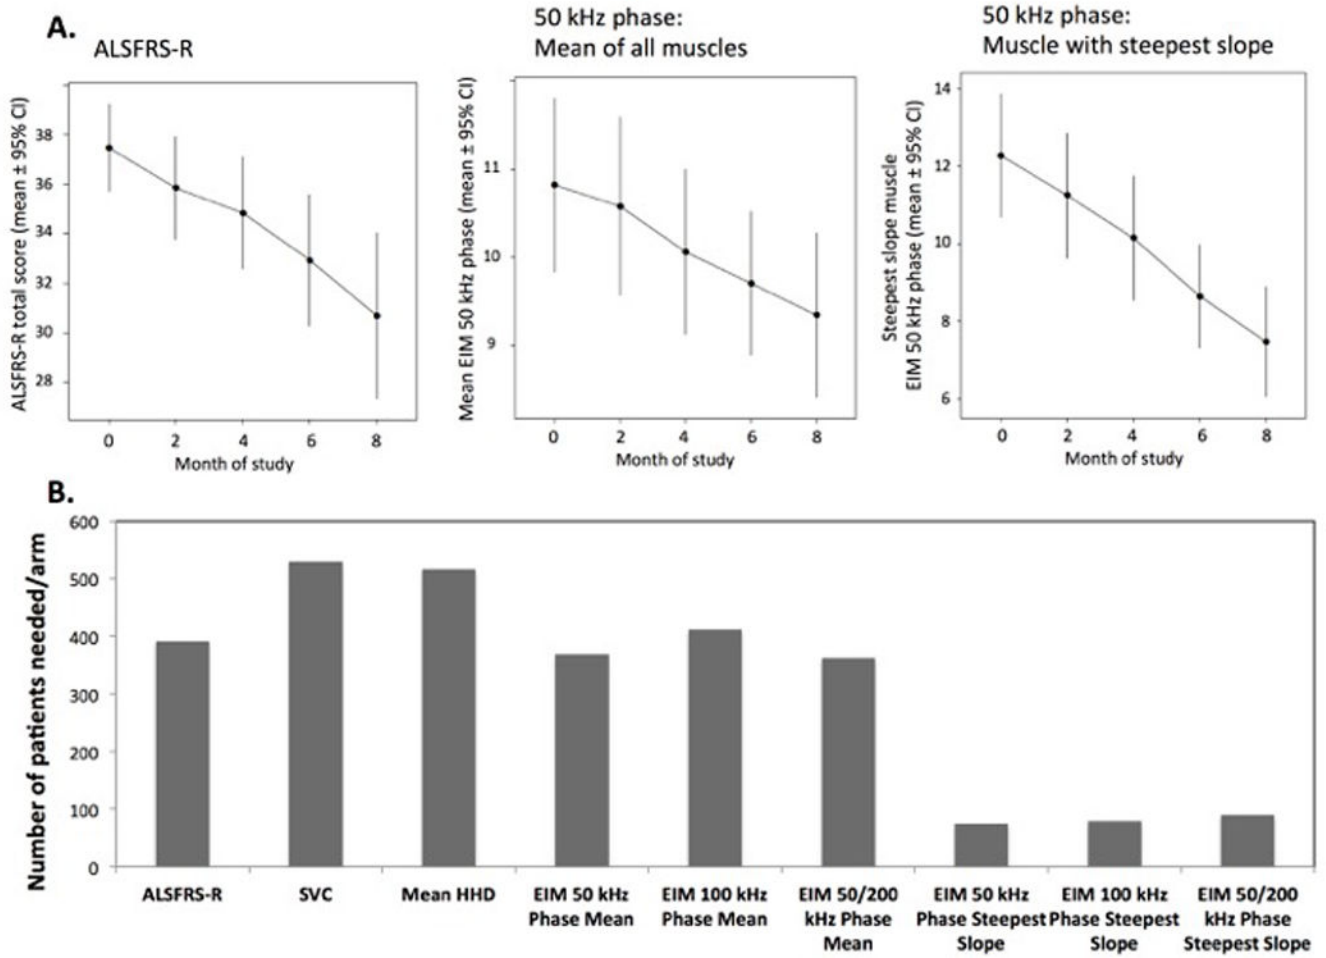 A.
ALSFRS-R
ALSFRS-R total score (mean ± 95% CI)
38
36
34
32
30
28
0 2 4 6 8
Month of study
50 kHz phase:
Mean of all muscles
Mean EIM 50 kHz phase (mean ± 95% CI)
11
10
9
0 2 4 6 8
Month of study
50 kHz phase:
Muscle with steepest slope
Steepest slope muscle
EIM 50 kHz phase (mean ± 95% CI)
14
12
10
8
6
0 2 4 6 8
Month of study
B.
Number of patients needed/arm
600
500
400
300
200
100
0
ALSFRS-R
SVC
Mean HHD
EIM 50 kHz
Phase Mean
EIM 100 kHz
Phase Mean
EIM 50/200
kHz Phase
Mean
EIM 50 kHz
Phase Steepest
Slope
EIM 100 kHz
Phase Steepest
Slope
EIM 50/200
kHz Phase
Steepest Slope